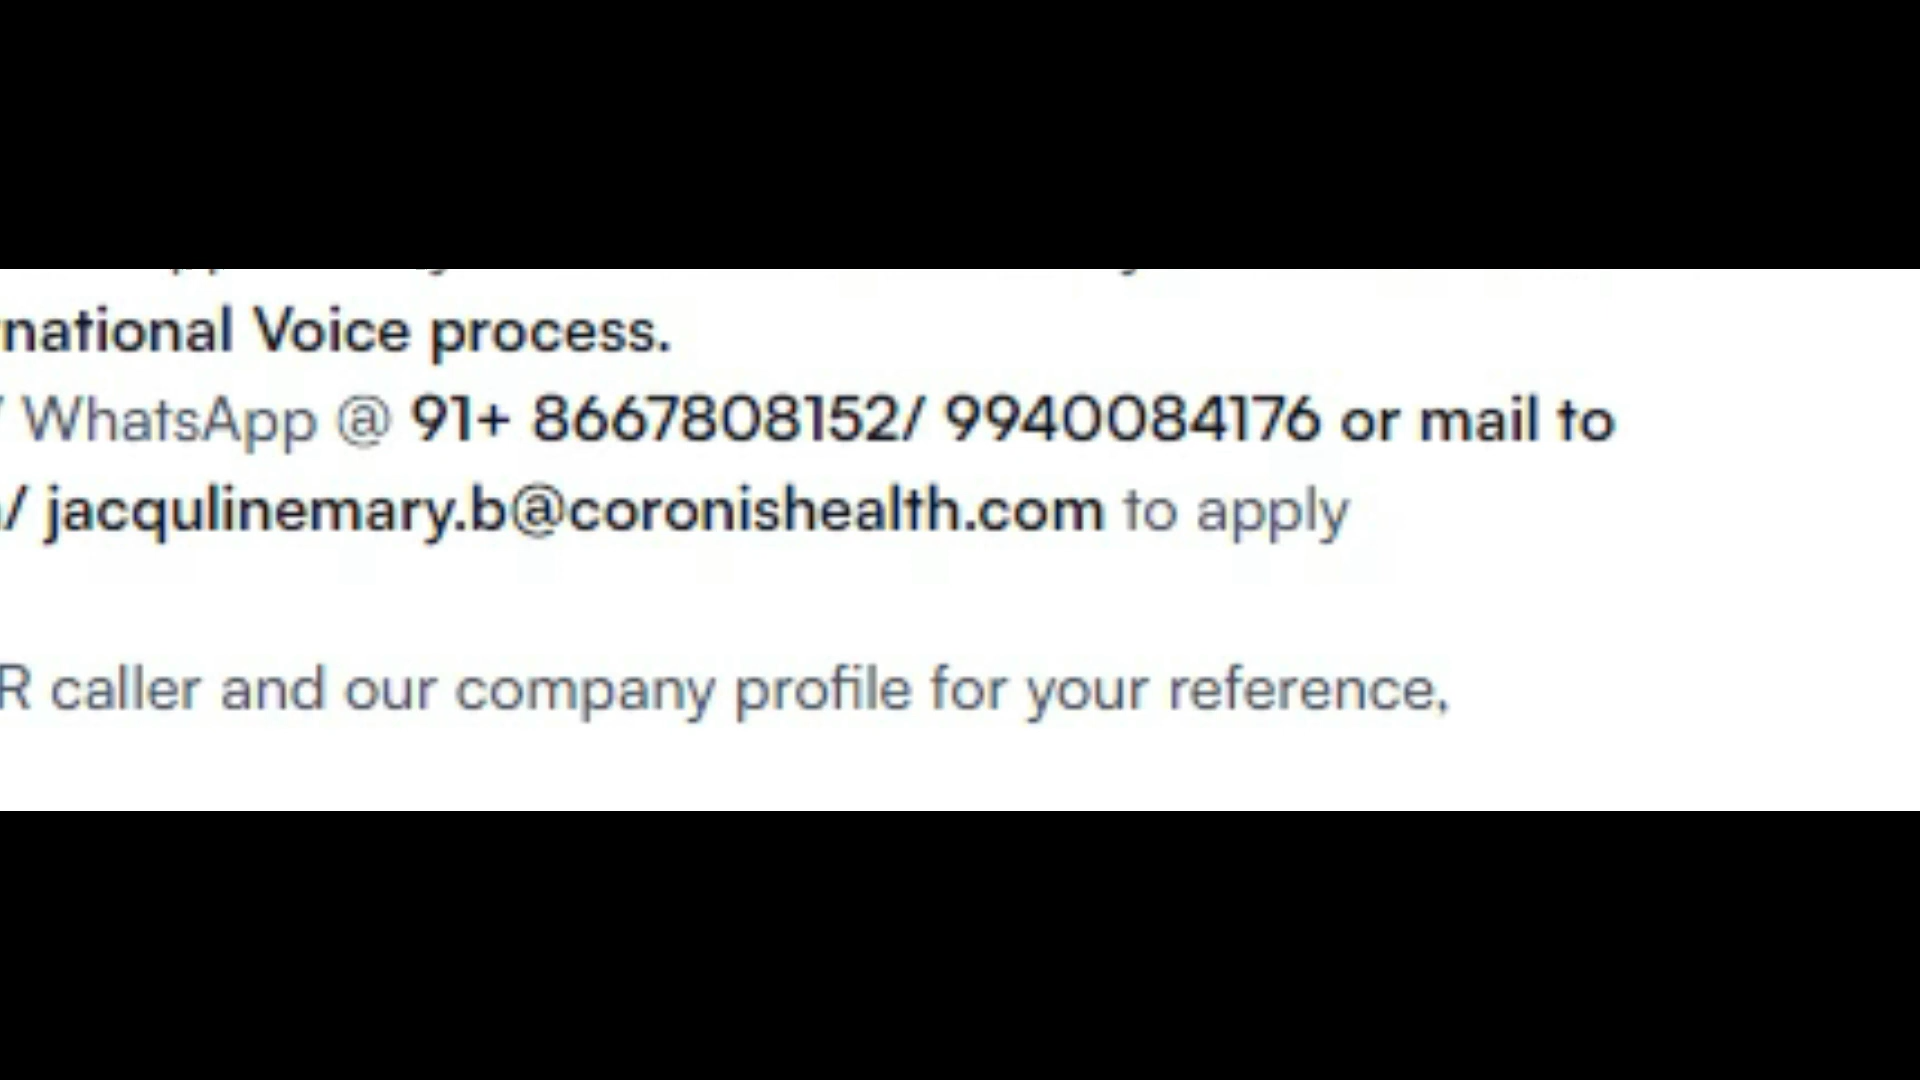 rnational Voice process.
/ WhatsApp @ 91+ 8667808152/ 9940084176 or mail to
/ jacqulinemary.b@coronishealth.com to apply
R caller and our company profile for your reference,